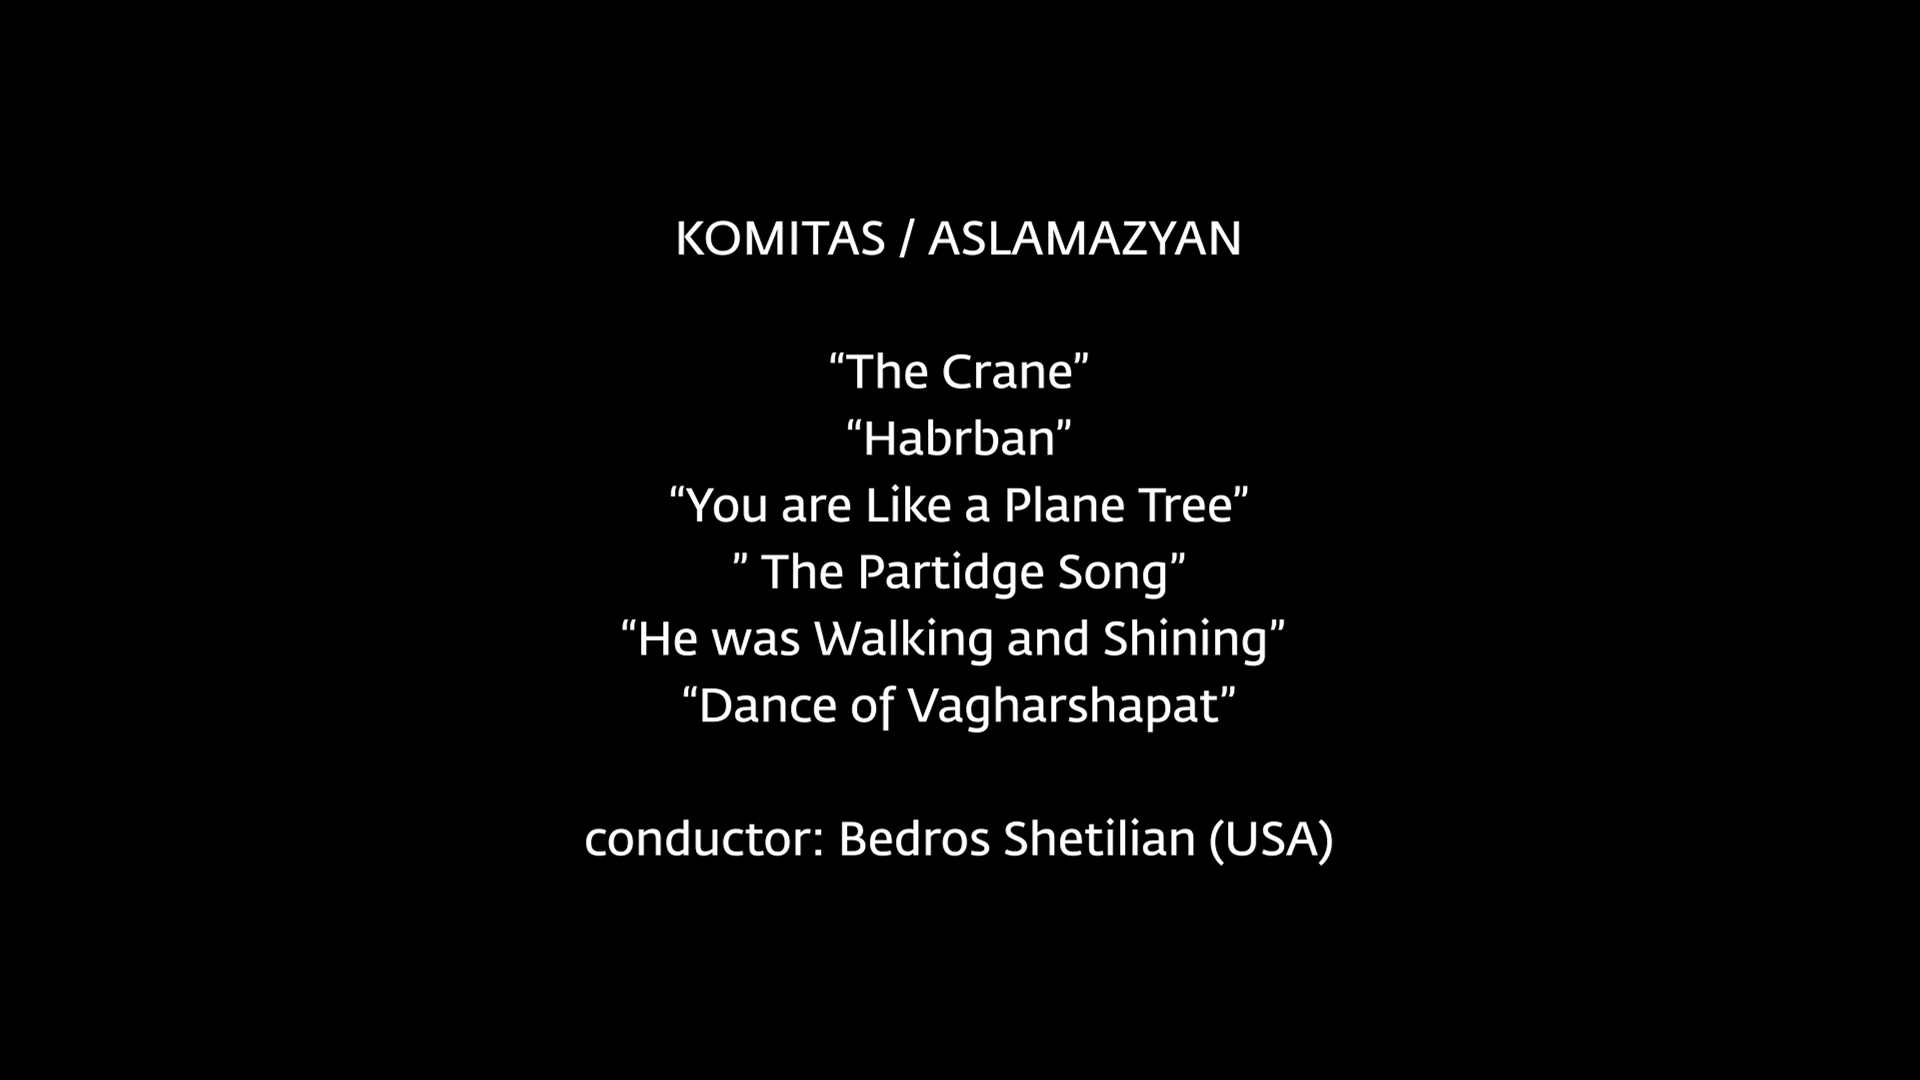 KOMITAS / ASLAMAZYAN
“The Crane”
“Habrban”
“You are Like a Plane Tree”
” The Partidge Song”
“He was Walking and Shining”
“Dance of Vagharshapat”
conductor: Bedros Shetilian (USA)